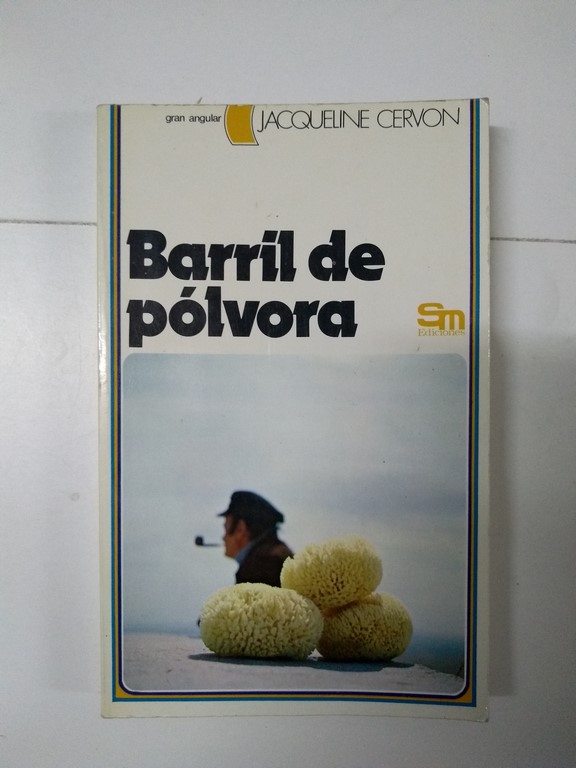 gran angular JACQUELINE CERVON
Barril de
pólvora
Sm
Ediciones